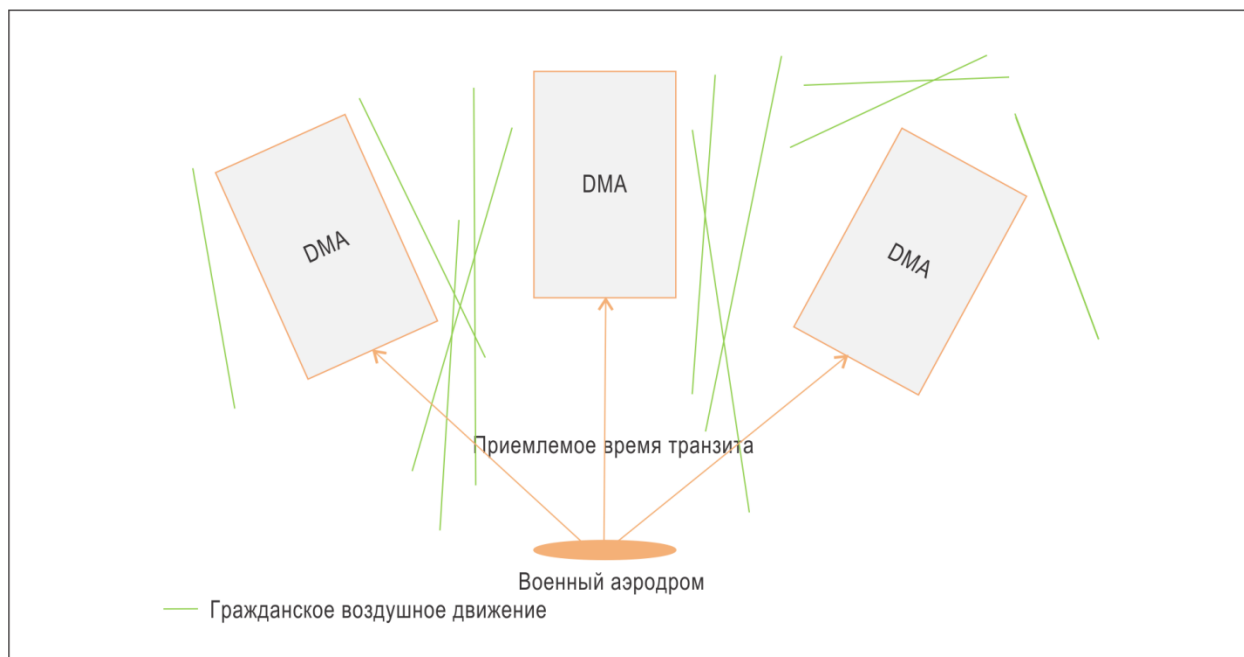 DMA
DMA
DMA
Приемлемое время транзита
Военный аэродром
Гражданское воздушное движение